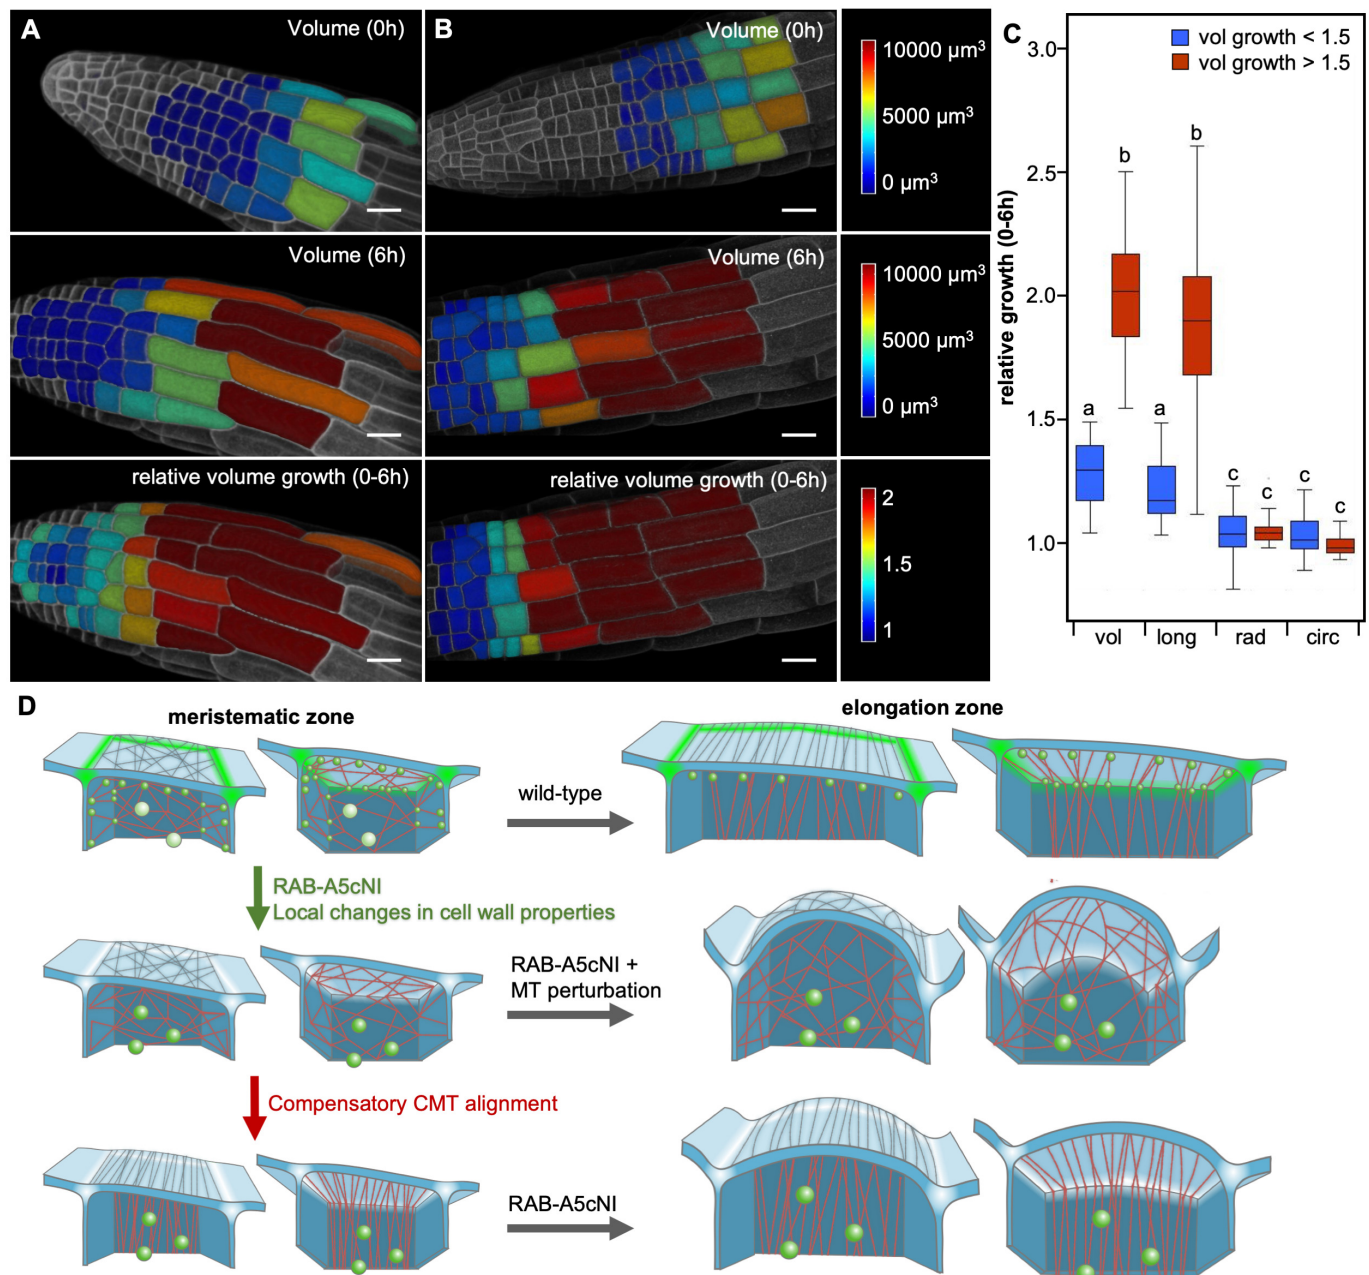 A
Volume (0h)
B
Volume (0h)
10000 µm³
5000 µm³
0 µm³
Volume (6h)
Volume (6h)
10000 µm³
5000 µm³
0 µm³
relative volume growth (0-6h)
relative volume growth (0-6h)
2
1.5
1
C
vol growth < 1.5
vol growth > 1.5
relative growth (0-6h)
3.0
2.5
2.0
1.5
1.0
a
b
a
b
c
c
c
c
vol
long
rad
circ
D
meristematic zone
elongation zone
wild-type
RAB-A5cNI
Local changes in cell wall properties
RAB-A5cNI +
MT perturbation
Compensatory CMT alignment
RAB-A5cNI